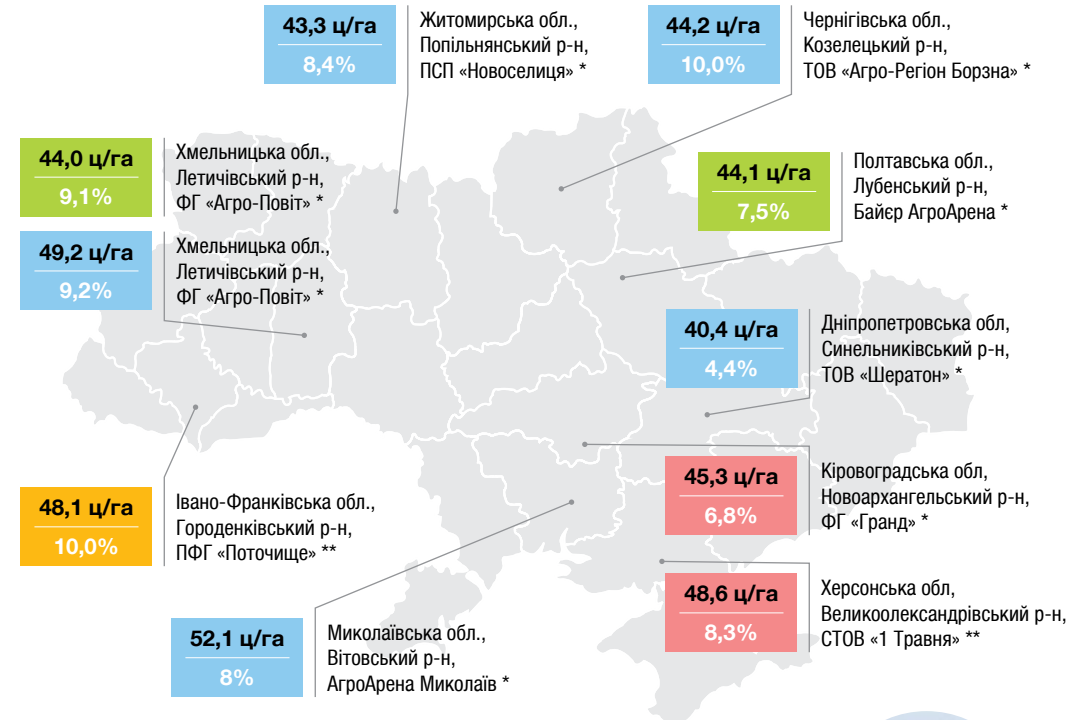 43,3 ц/га
8,4%
Житомирська обл.,
Попільнянський р-н,
ПСП «Новоселиця» *
44,2 ц/га
10,0%
Чернігівська обл.,
Козелецький р-н,
ТОВ «Агро-Регіон Борзна» *
44,0 ц/га
9,1%
Хмельницька обл.,
Летичівський р-н,
ФГ «Агро-Повіт» *
44,1 ц/га
7,5%
Полтавська обл.,
Лубенський р-н,
Байєр АгроАрена *
49,2 ц/га
9,2%
Хмельницька обл.,
Летичівський р-н,
ФГ «Агро-Повіт» *
40,4 ц/га
4,4%
Дніпропетровська обл,
Синельниківський р-н,
ТОВ «Шератон» *
45,3 ц/га
6,8%
Кіровоградська обл,
Новоархангельський р-н,
ФГ «Гранд» *
48,1 ц/га
10,0%
Івано-Франківська обл.,
Городенківський р-н,
ПФГ «Поточище» **
48,6 ц/га
8,3%
Херсонська обл,
Великоолександрівський р-н,
СТОВ «1 Травня» **
52,1 ц/га
8%
Миколаївська обл.,
Вітовський р-н,
АгроАрена Миколаїв *